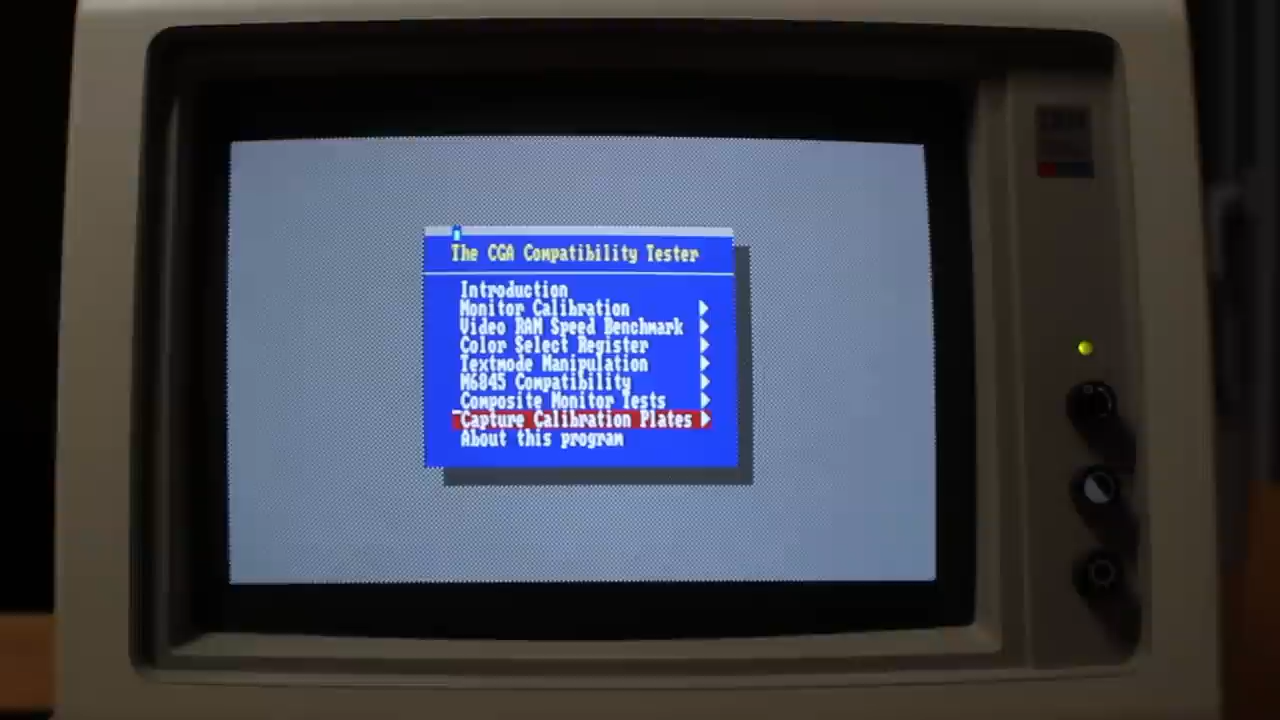 IBM
The CGA Compatibility Tester
Introduction
Monitor Calibration
Video RAM Speed Benchmark
Color Select Register
Textmode Manipulation
M6845 Compatibility
Composite Monitor Tests
Capture Calibration Plates
About this program